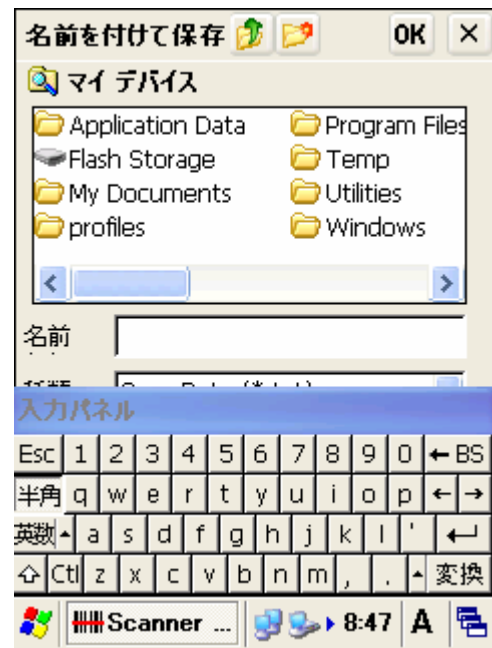 名前を付けて保存 OK ×
マイ デバイス
Application Data Program Files
Flash Storage Temp
My Documents Utilities
profiles Windows
名前
入力パネル
Esc 1 2 3 4 5 6 7 8 9 0 ← BS
半角 q w e r t y u i o p ← →
英数 a s d f g h j k l ' ↵
⇧ Ctl z x c v b n m , . 変換
Scanner ... 8:47 A